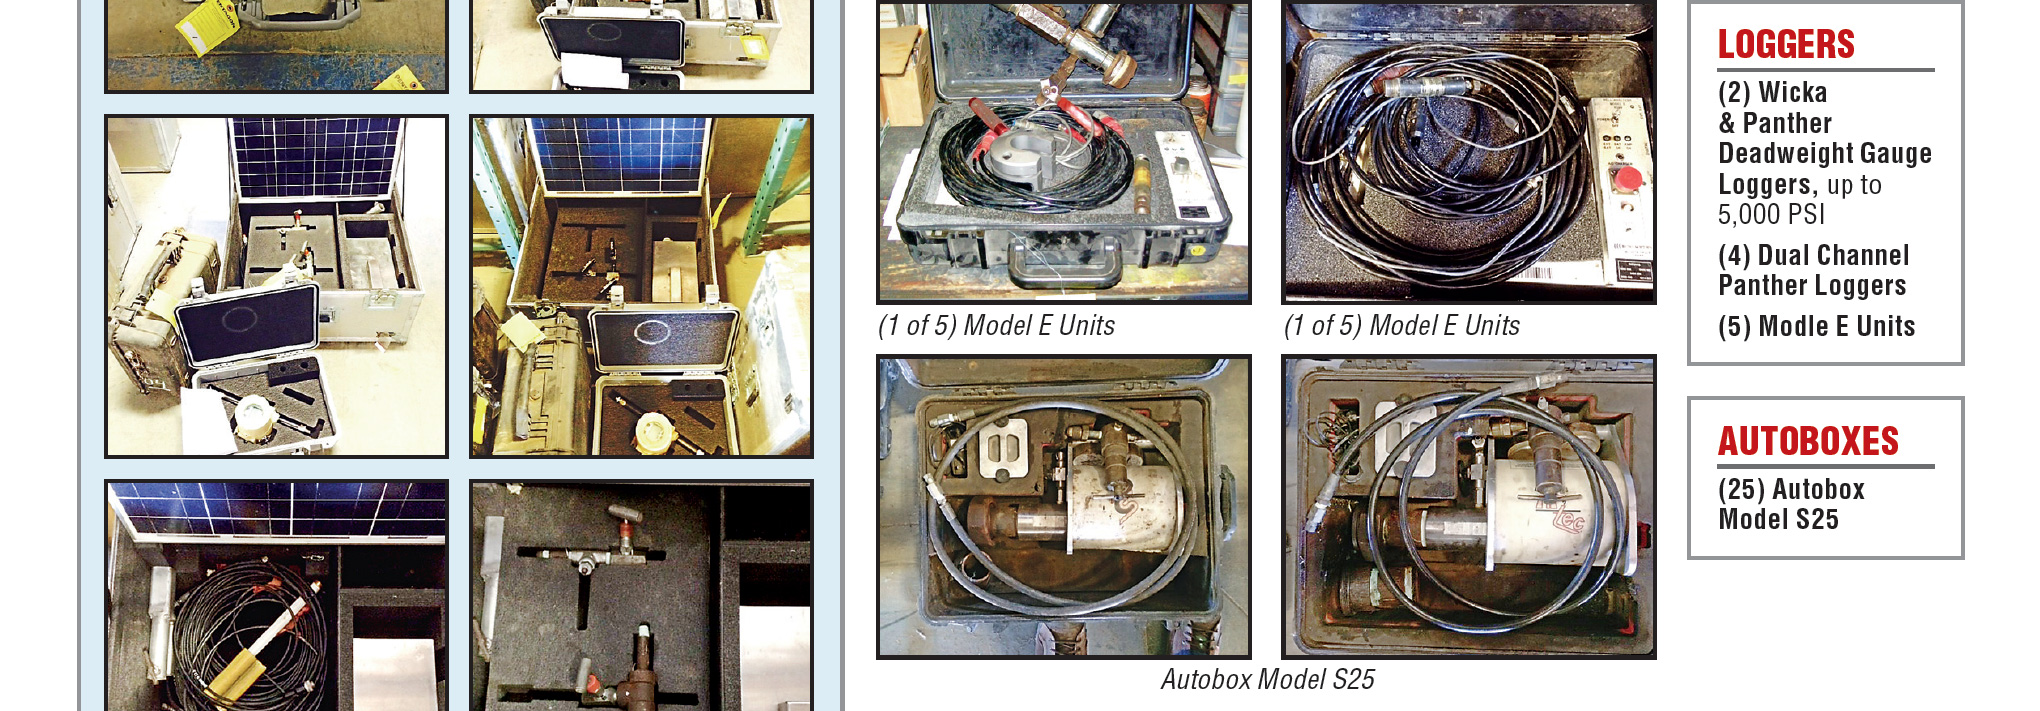 (1 of 5) Model E Units
(1 of 5) Model E Units
Autobox Model S25
LOGGERS
(2) Wicka
& Panther
Deadweight Gauge
Loggers, up to
5,000 PSI
(4) Dual Channel
Panther Loggers
(5) Modle E Units
AUTOBOXES
(25) Autobox
Model S25